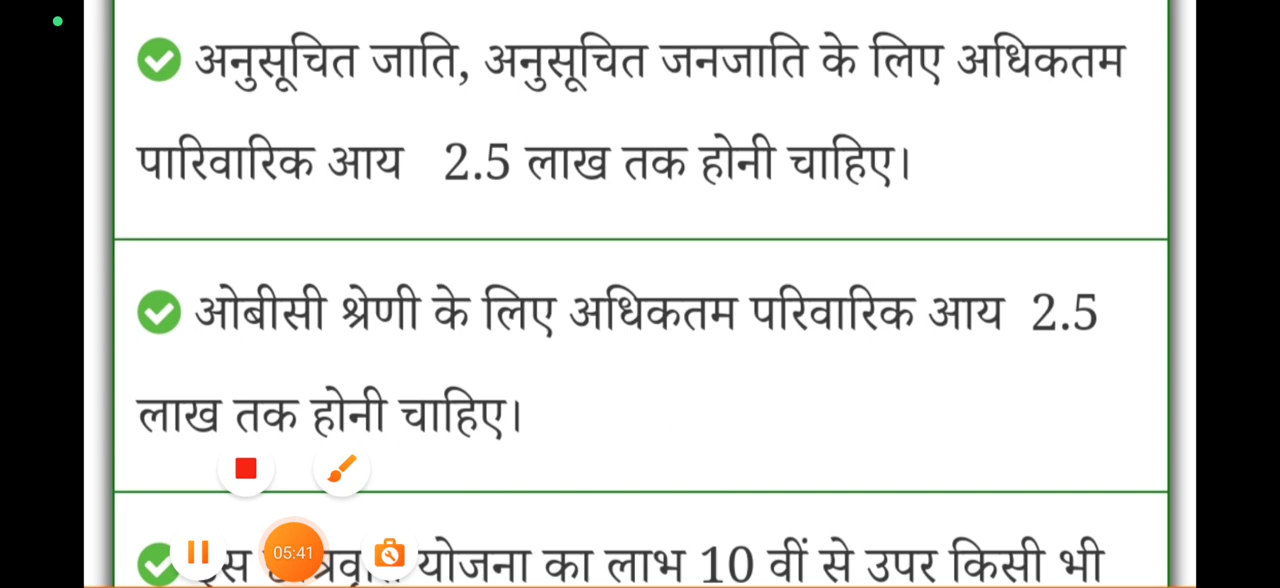 अनुसूचित जाति, अनुसूचित जनजाति के लिए अधिकतम
पारिवारिक आय 2.5 लाख तक होनी चाहिए।
ओबीसी श्रेणी के लिए अधिकतम परिवारिक आय 2.5
लाख तक होनी चाहिए।
योजना का लाभ 10 वीं से उपर किसी भी
05:41